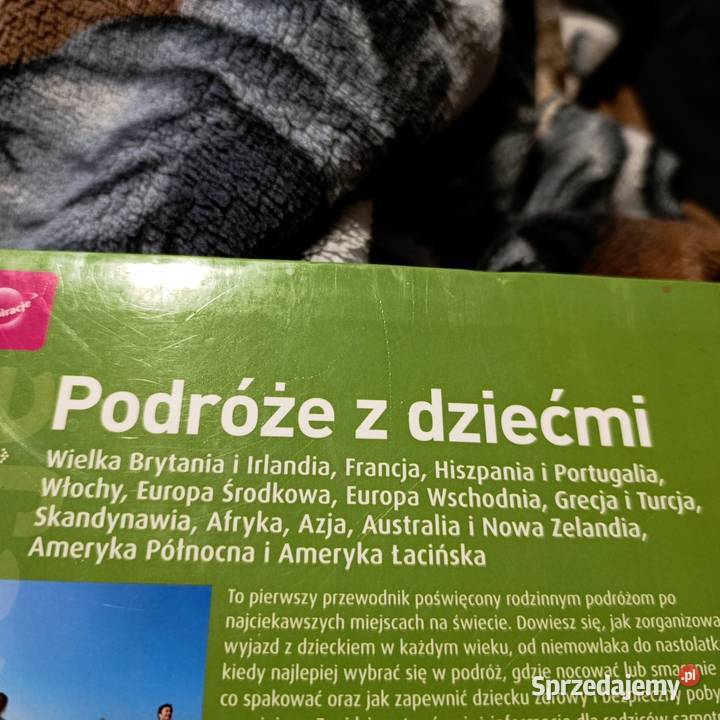 Podróże z dziećmi
Wielka Brytania i Irlandia, Francja, Hiszpania i Portugalia,
Włochy, Europa Środkowa, Europa Wschodnia, Grecja i Turcja,
Skandynawia, Afryka, Azja, Australia i Nowa Zelandia,
Ameryka Północna i Ameryka Łacińska
To pierwszy przewodnik poświęcony rodzinnym podróżom po
najciekawszych miejscach na świecie. Dowiesz się, jak zorganizowa
wyjazd z dzieckiem w każdym wieku, od niemowlaka do nastolatk
kiedy najlepiej wybrać się w podróż, gdzie nocować lub
co spakować oraz jak zapewnić dziecku zdrowy i bezpieczny poby
Sprzedajemy.pl